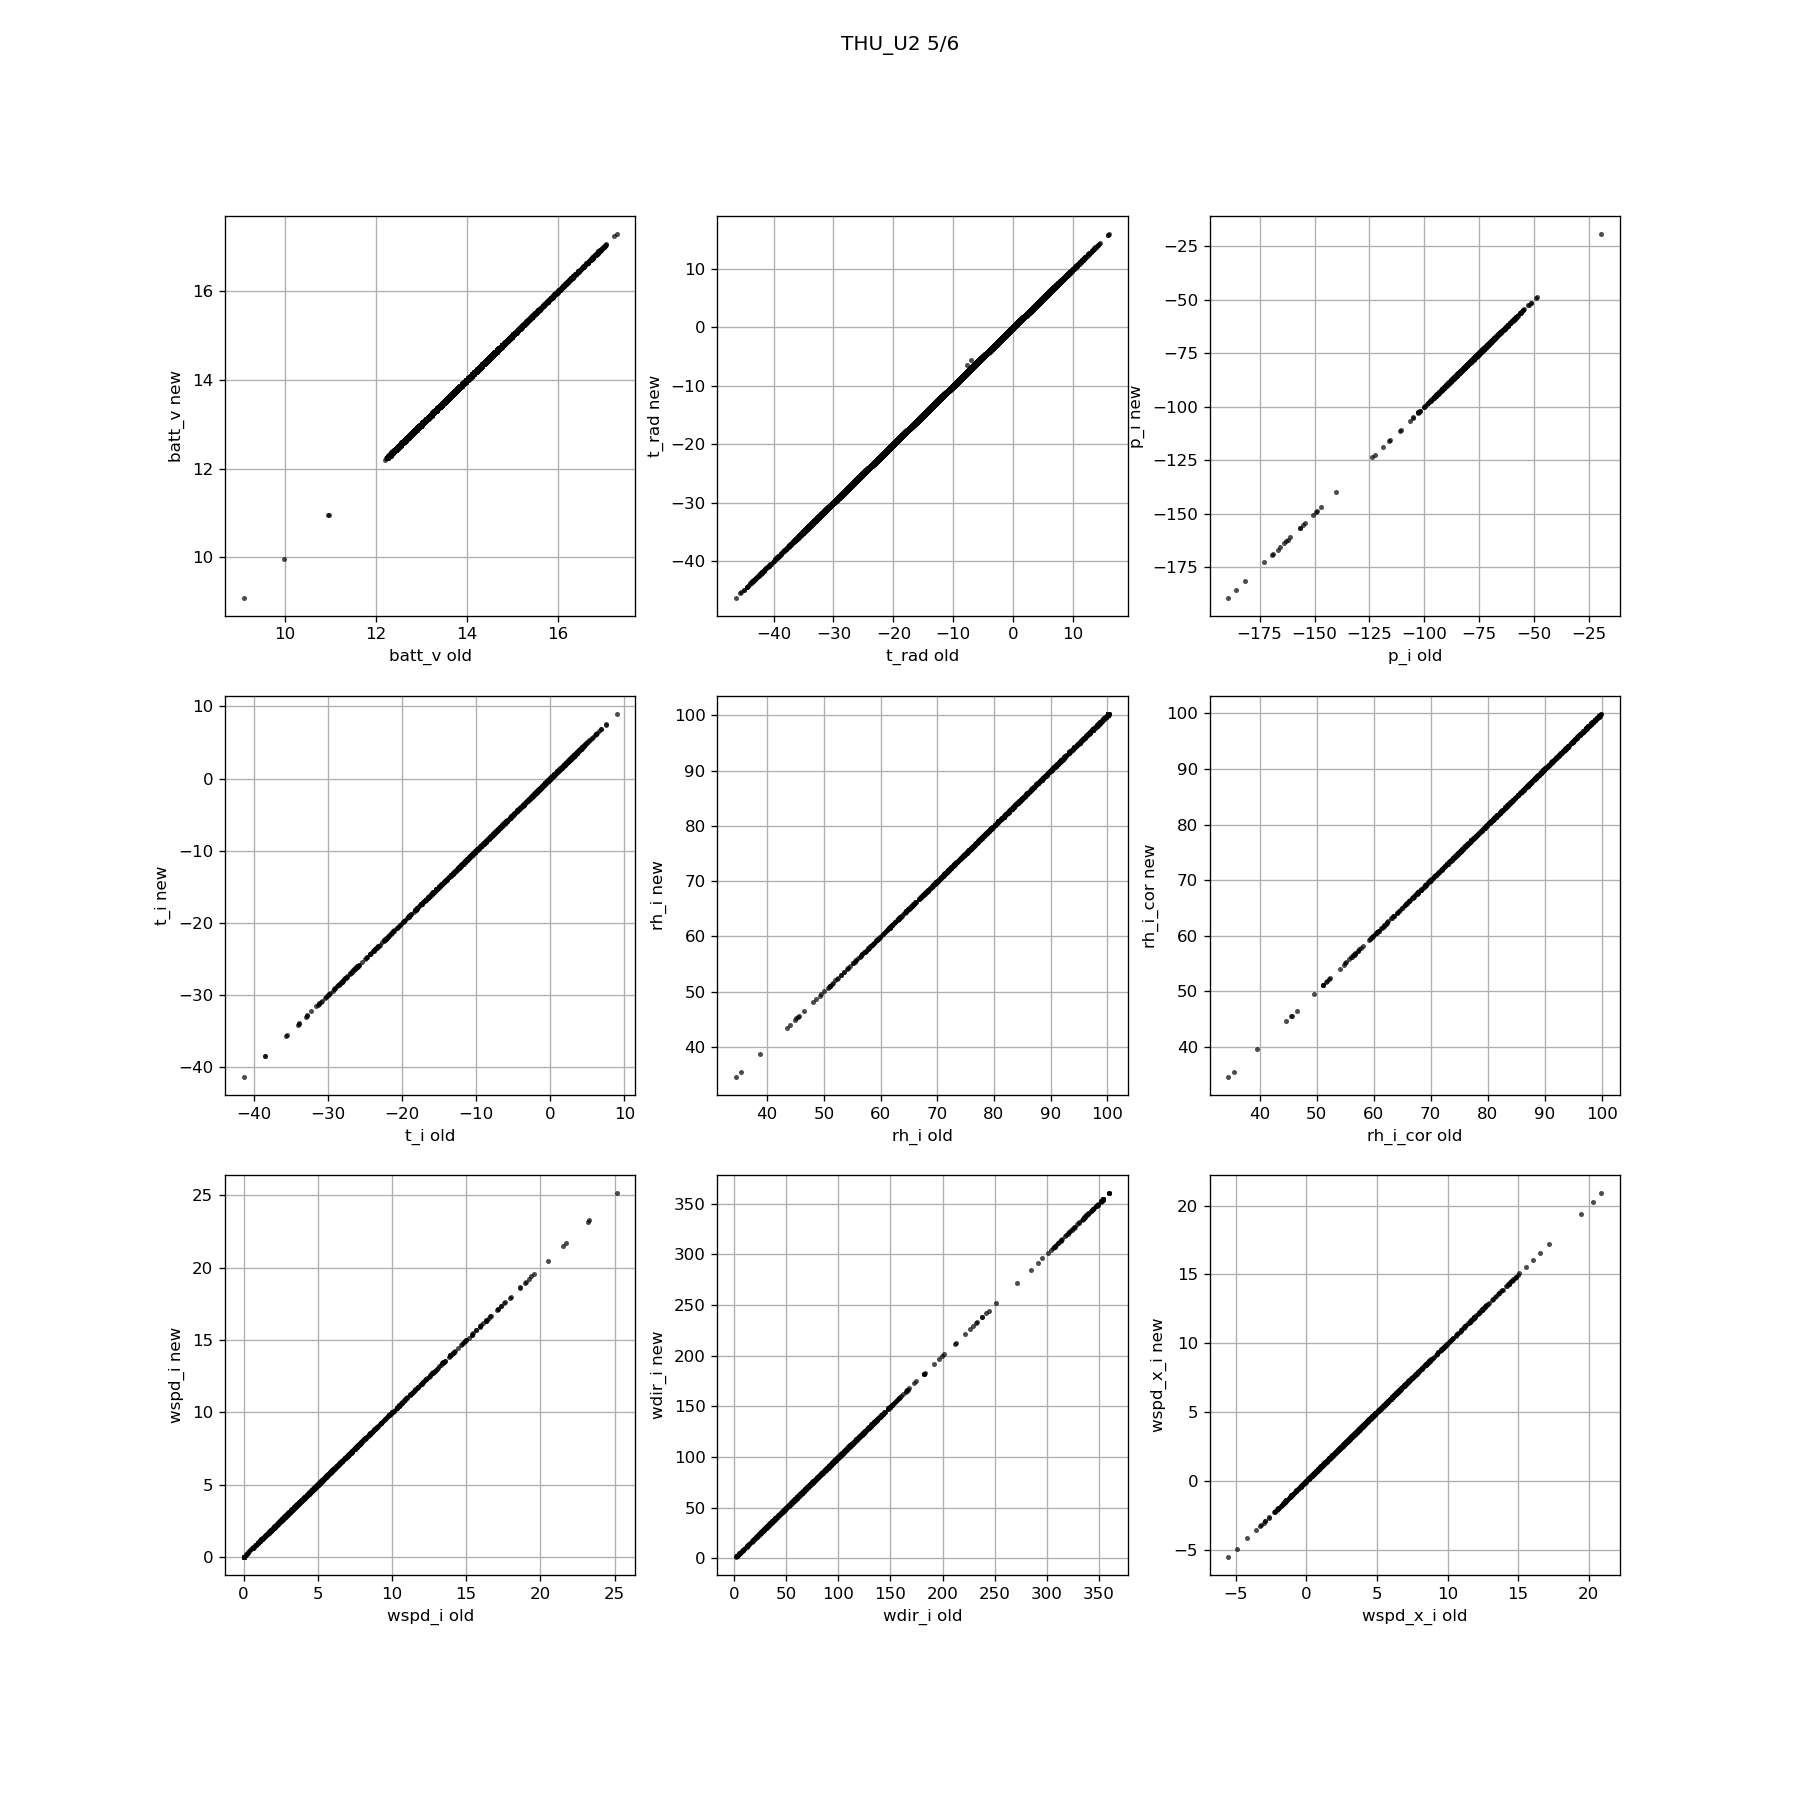 THU_U2 5/6
batt_v new
16
14
12
10
10 12 14 16
batt_v old
t_rad new
10
0
−10
−20
−30
−40
−40 −30 −20 −10 0 10
t_rad old
p_i new
−25
−50
−75
−100
−125
−150
−175
−175 −150 −125 −100 −75 −50 −25
p_i old
t_i new
10
0
−10
−20
−30
−40
−40 −30 −20 −10 0 10
t_i old
rh_i new
100
90
80
70
60
50
40
40 50 60 70 80 90 100
rh_i old
rh_i_cor new
100
90
80
70
60
50
40
40 50 60 70 80 90 100
rh_i_cor old
wspd_i new
25
20
15
10
5
0
0 5 10 15 20 25
wspd_i old
wdir_i new
350
300
250
200
150
100
50
0
0 50 100 150 200 250 300 350
wdir_i old
wspd_x_i new
20
15
10
5
0
−5
−5 0 5 10 15 20
wspd_x_i old